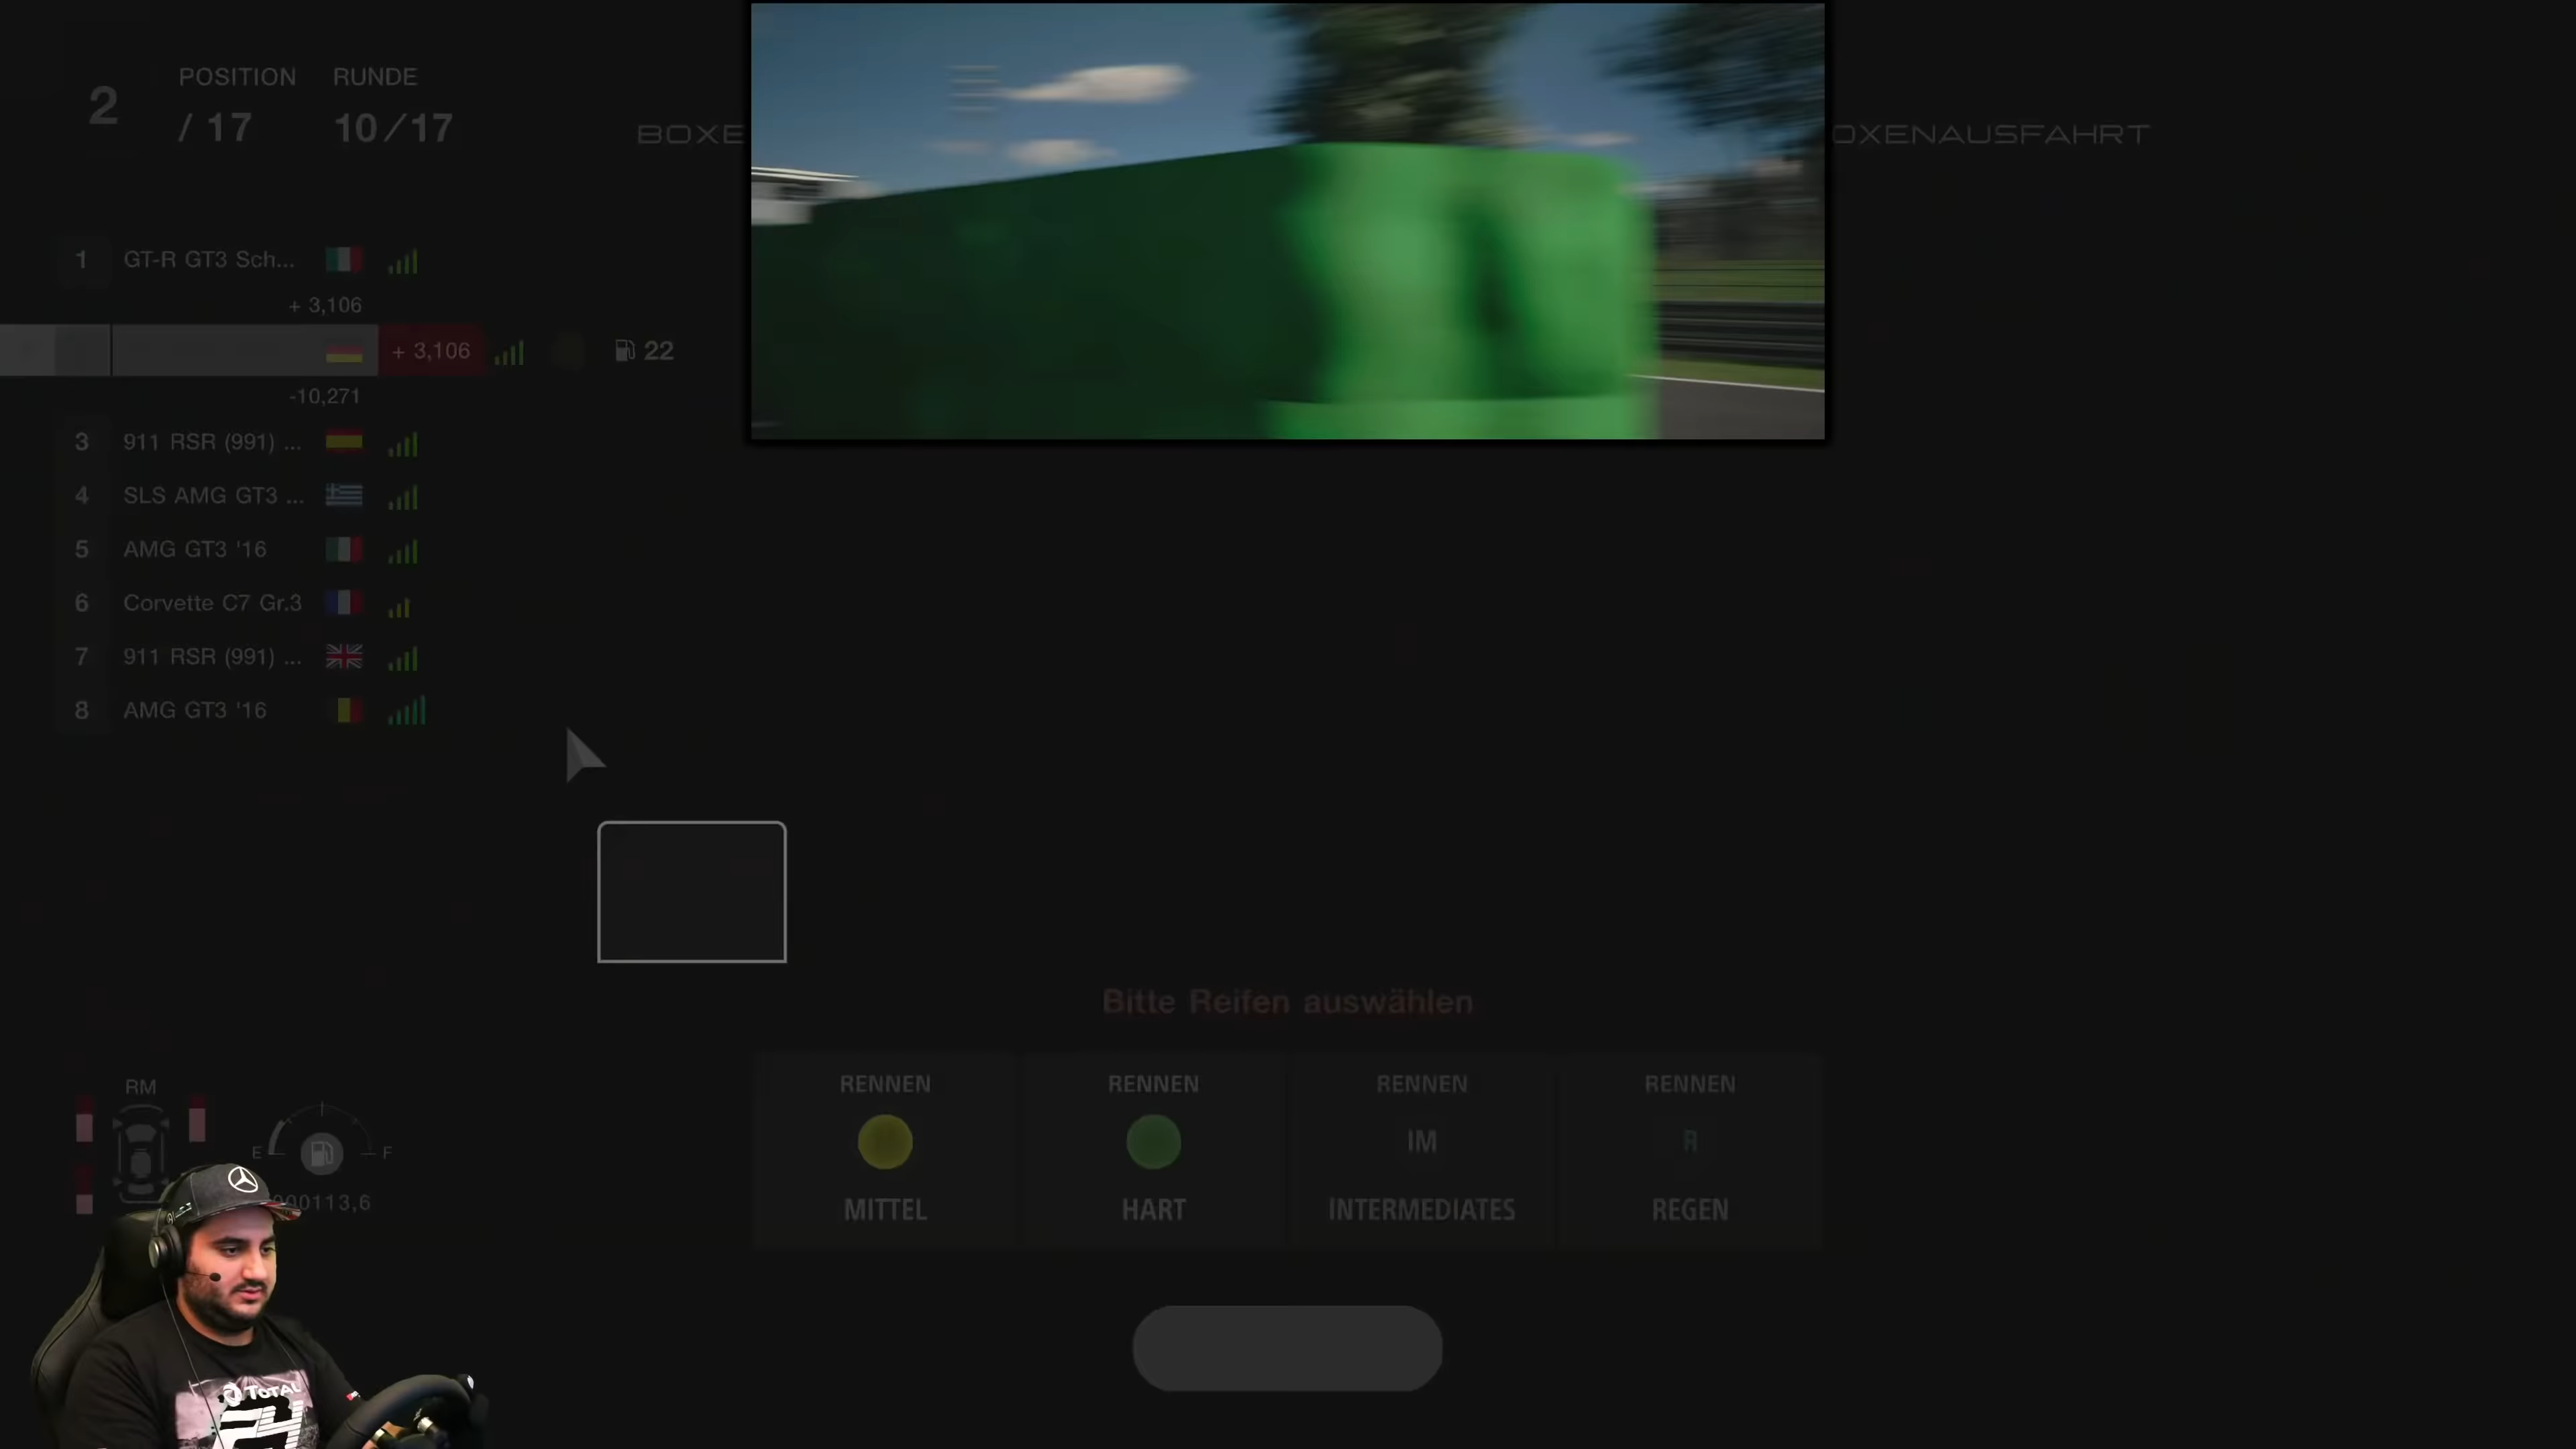 2 POSITION / 17
RUNDE 10/17
BOXE
OXENAUSFAHRT
1 GT-R GT3 Sch...
+ 3,106
+ 3,106 22
-10,271
3 911 RSR (991) ...
4 SLS AMG GT3 ...
5 AMG GT3 '16
6 Corvette C7 Gr.3
7 911 RSR (991) ...
8 AMG GT3 '16
Bitte Reifen auswählen
RENNEN MITTEL
RENNEN HART
RENNEN IM INTERMEDIATES
RENNEN R REGEN
RM
E F
00113,6
TOTAL